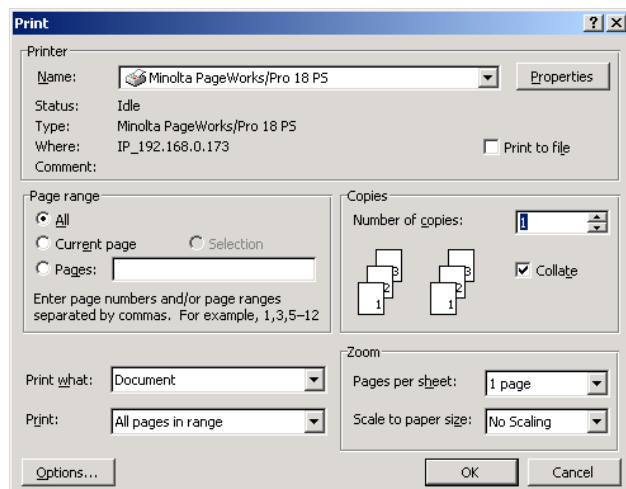 Print
Printer
Name: Minolta PageWorks/Pro 18 PS Properties
Status: Idle
Type: Minolta PageWorks/Pro 18 PS
Where: IP_192.168.0.173 Print to file
Comment:
Page range
All
Current page Selection
Pages:
Enter page numbers and/or page ranges
separated by commas. For example, 1,3,5–12
Copies
Number of copies: 1
3 3
2 2
1 1
Collate
Print what: Document
Print: All pages in range
Zoom
Pages per sheet: 1 page
Scale to paper size: No Scaling
Options... OK Cancel